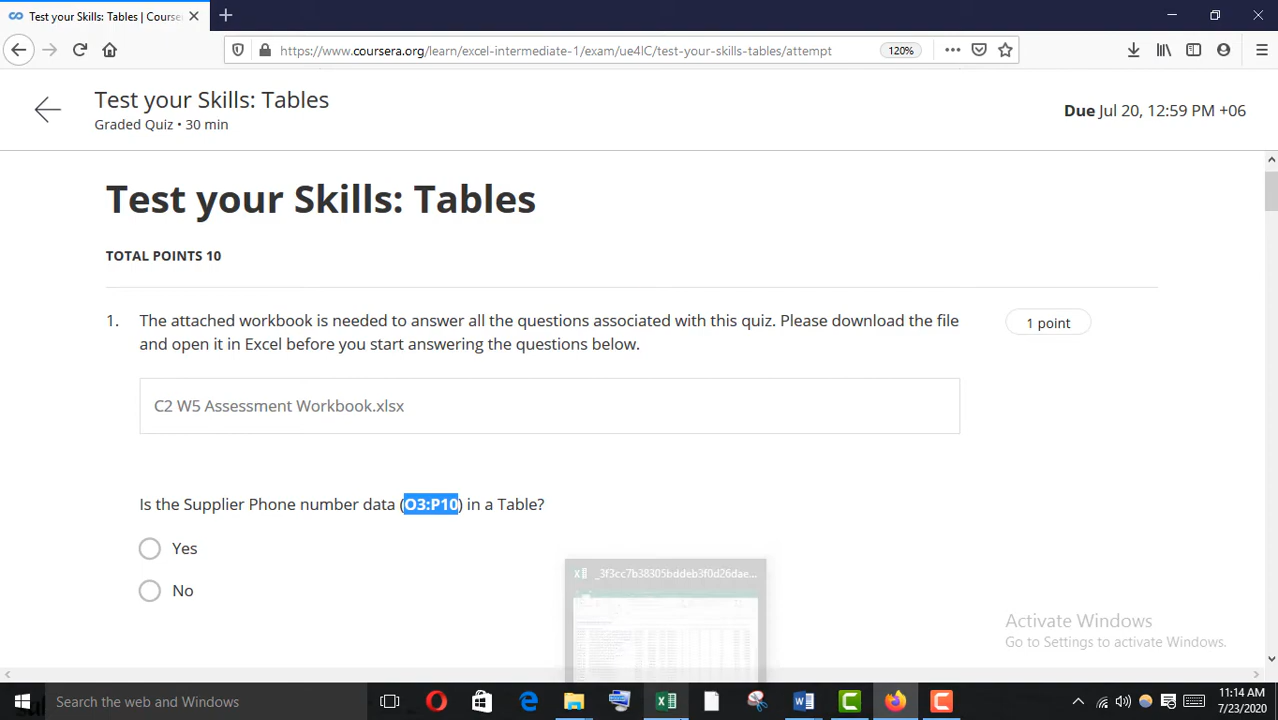 Test your Skills: Tables | Course
https://www.coursera.org/learn/excel-intermediate-1/exam/ue4IC/test-your-skills-tables/attempt
120%
Test your Skills: Tables
Graded Quiz • 30 min
Due Jul 20, 12:59 PM +06
Test your Skills: Tables
TOTAL POINTS 10
1. The attached workbook is needed to answer all the questions associated with this quiz. Please download the file
and open it in Excel before you start answering the questions below.
1 point
C2 W5 Assessment Workbook.xlsx
Is the Supplier Phone number data (O3:P10) in a Table?
Yes
No
_3f3cc7b38305bddeb3f0d26dae...
Activate Windows
Go to Settings to activate Windows.
Search the web and Windows
11:14 AM
7/23/2020